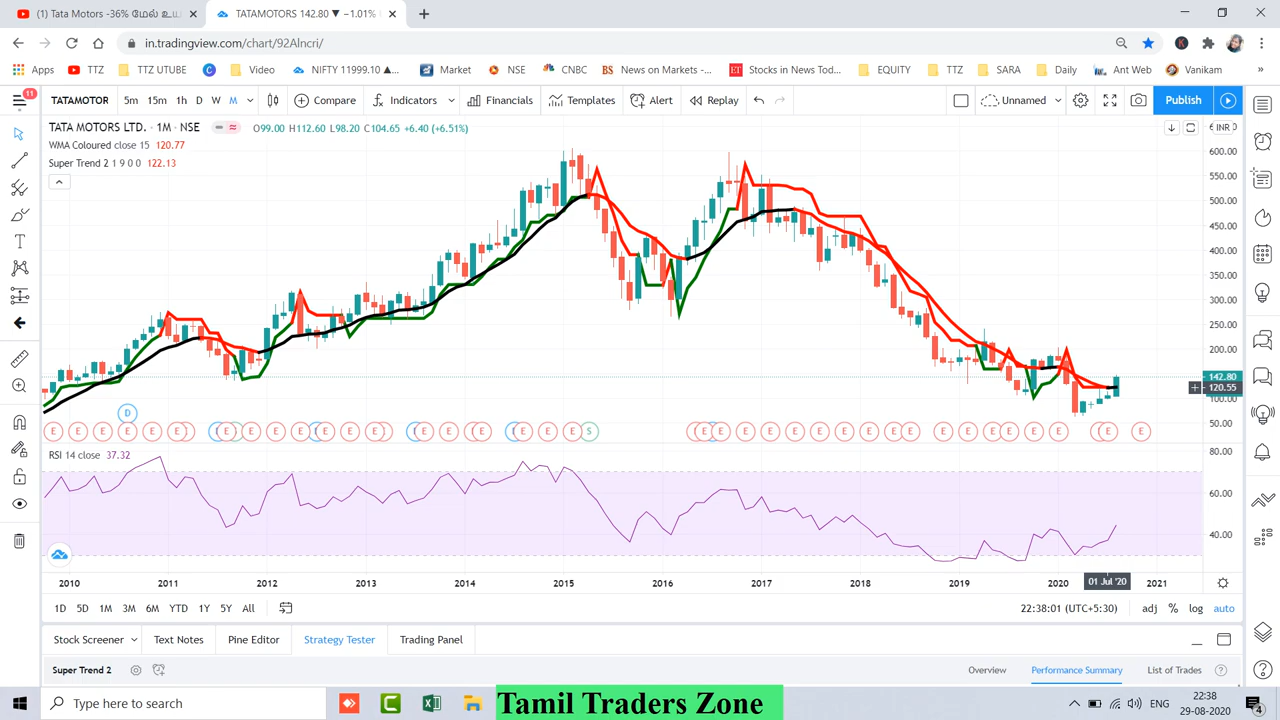 (1) Tata Motors -36% மேல் உய
TATAMOTORS 142.80 ▼ −1.01%
in.tradingview.com/chart/92Alncri/
Apps TTZ TTZ UTUBE Video NIFTY 11999.10 ▲... Market NSE CNBC News on Markets -... Stocks in News Tod... EQUITY TTZ SARA Daily Ant Web Vanikam
11 TATAMOTOR 5m 15m 1h D W M Compare Indicators Financials Templates Alert Replay Unnamed Publish
TATA MOTORS LTD. · 1M · NSE O99.00 H112.60 L98.20 C104.65 +6.40 (+6.51%)
WMA Coloured close 15 120.77
Super Trend 2 1 9 0 0 122.13
INR
600.00
550.00
500.00
450.00
400.00
350.00
300.00
250.00
200.00
142.80
120.55
100.00
50.00
D
E E E E E E E E E E E E E E E E E E E E S E E E E E E E E E E E E E E E E E
RSI 14 close 37.32
80.00
60.00
40.00
2010 2011 2012 2013 2014 2015 2016 2017 2018 2019 2020 01 Jul '20 2021
1D 5D 1M 3M 6M YTD 1Y 5Y All 22:38:01 (UTC+5:30) adj % log auto
Stock Screener Text Notes Pine Editor Strategy Tester Trading Panel
Super Trend 2 Overview Performance Summary List of Trades
Type here to search
Tamil Traders Zone
ENG
22:38
29-08-2020
4